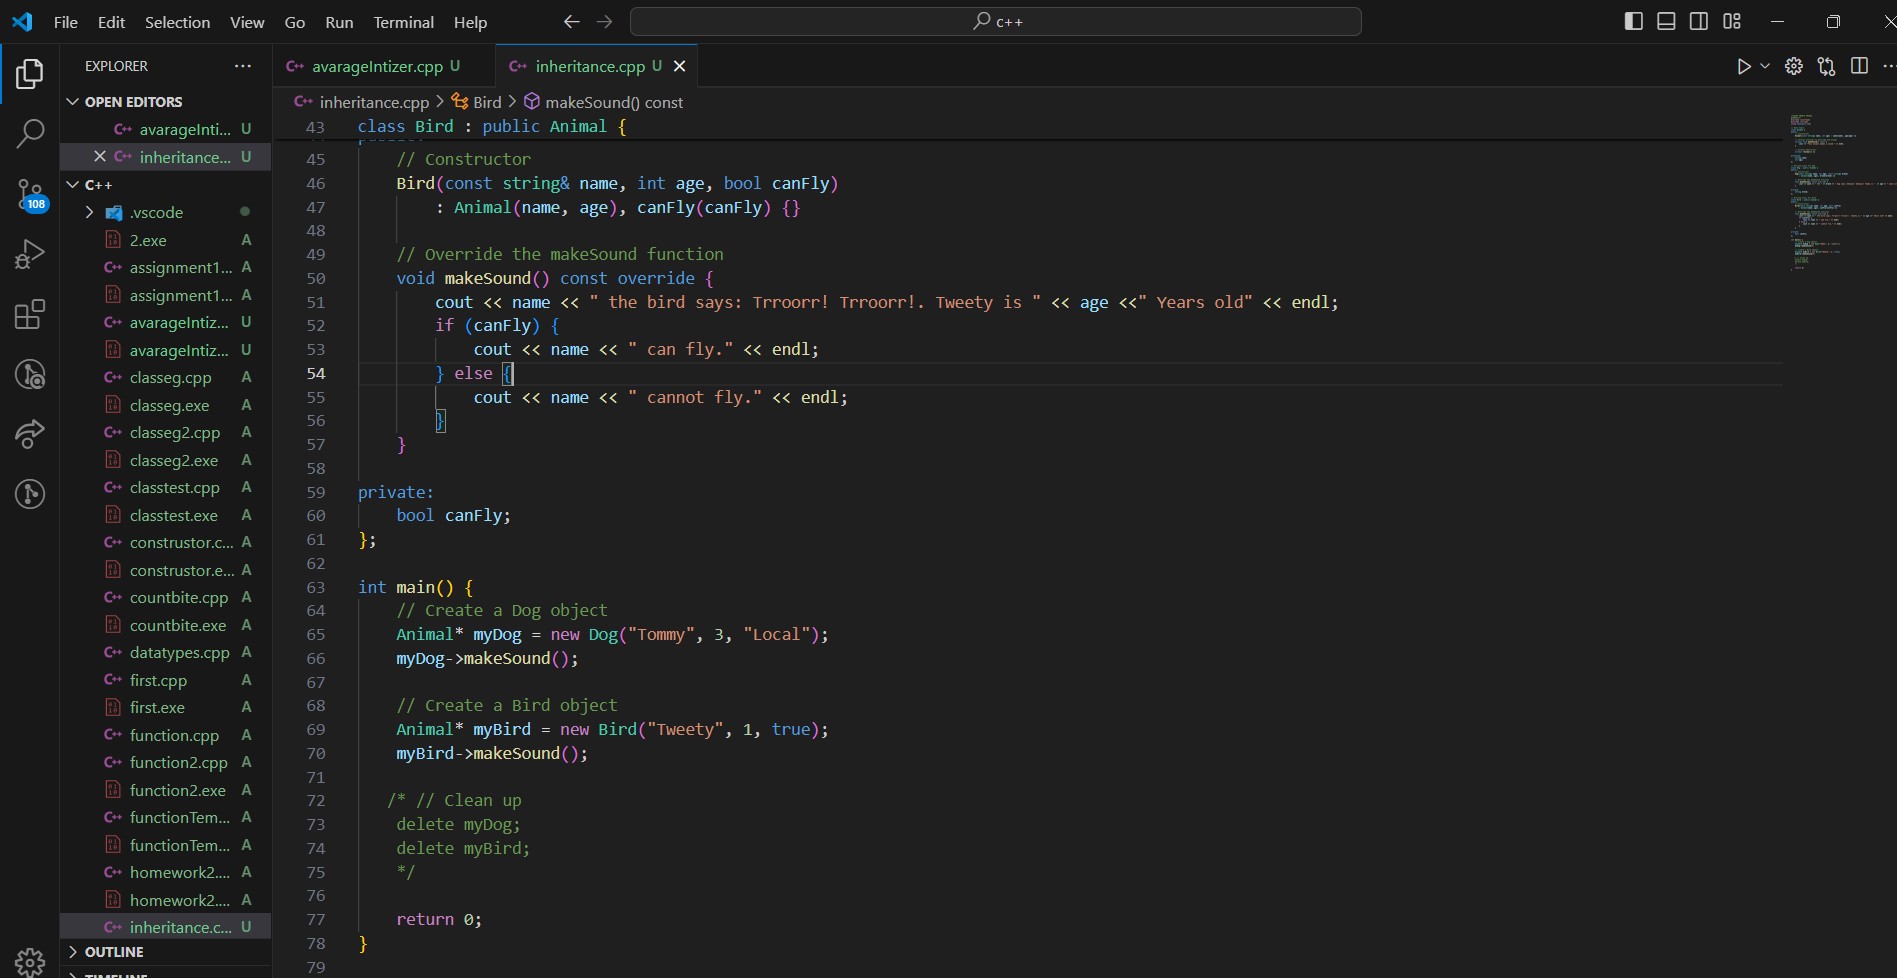 File Edit Selection View Go Run Terminal Help
c++
EXPLORER
OPEN EDITORS
avarageInti... U
inheritance... U
C++
.vscode
2.exe A
assignment1... A
assignment1... A
avarageIntiz... U
avarageIntiz... U
classeg.cpp A
classeg.exe A
classeg2.cpp A
classeg2.exe A
classtest.cpp A
classtest.exe A
construstor.c... A
construstor.e... A
countbite.cpp A
countbite.exe A
datatypes.cpp A
first.cpp A
first.exe A
function.cpp A
function2.cpp A
function2.exe A
functionTem... A
functionTem... A
homework2.... A
homework2.... A
inheritance.c... U
OUTLINE
TIMELINE
108
avarageIntizer.cpp U
inheritance.cpp U
inheritance.cpp > Bird > makeSound() const
43 class Bird : public Animal {
45 // Constructor
46 Bird(const string& name, int age, bool canFly)
47 : Animal(name, age), canFly(canFly) {}
48
49 // Override the makeSound function
50 void makeSound() const override {
51 cout << name << " the bird says: Trroorr! Trroorr!. Tweety is " << age <<" Years old" << endl;
52 if (canFly) {
53 cout << name << " can fly." << endl;
54 } else {
55 cout << name << " cannot fly." << endl;
56 }
57 }
58
59 private:
60 bool canFly;
61 };
62
63 int main() {
64 // Create a Dog object
65 Animal* myDog = new Dog("Tommy", 3, "Local");
66 myDog->makeSound();
67
68 // Create a Bird object
69 Animal* myBird = new Bird("Tweety", 1, true);
70 myBird->makeSound();
71
72 /* // Clean up
73 delete myDog;
74 delete myBird;
75 */
76
77 return 0;
78 }
79